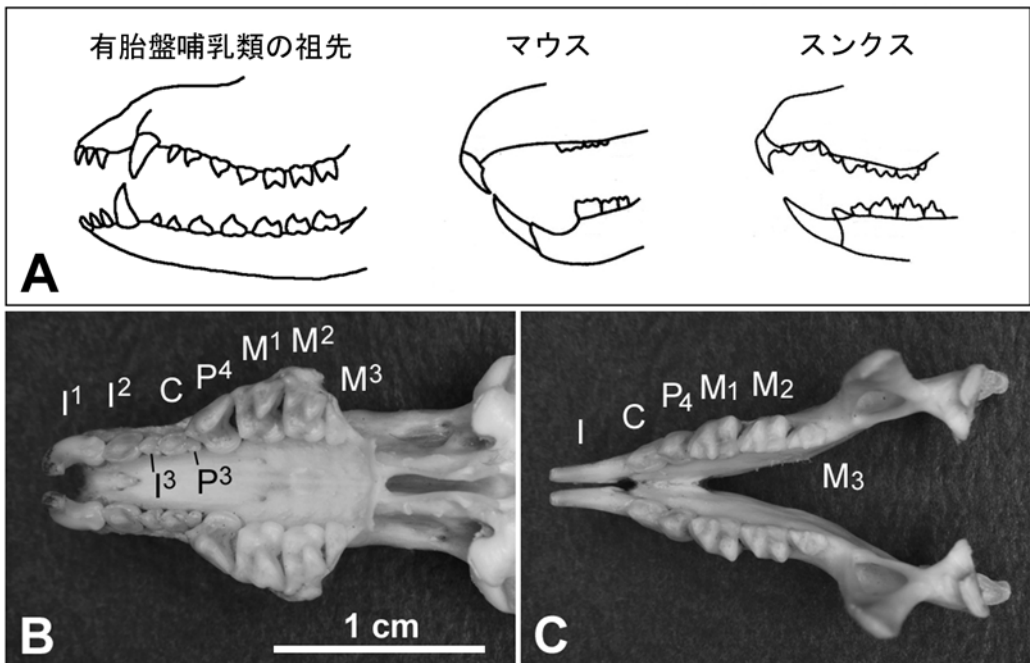 有胎盤哺乳類の祖先
マウス
スンクス
A
I¹ I² C P⁴ M¹ M² M³
I³ P³
1 cm
B
I C P₄ M₁ M₂
M₃
C